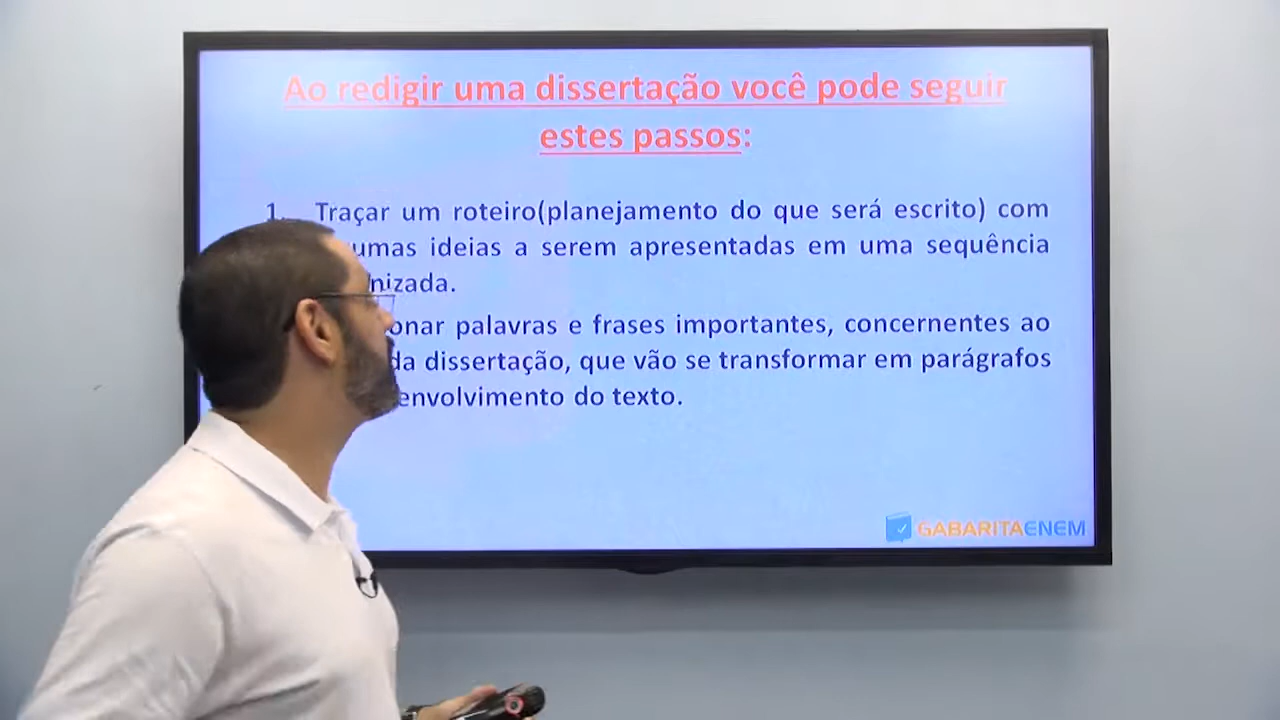 Ao redigir uma dissertação você pode seguir
estes passos:
1. Traçar um roteiro(planejamento do que será escrito) com
umas ideias a serem apresentadas em uma sequência
nizada.
onar palavras e frases importantes, concernentes ao
da dissertação, que vão se transformar em parágrafos
envolvimento do texto.
GABARITAENEM